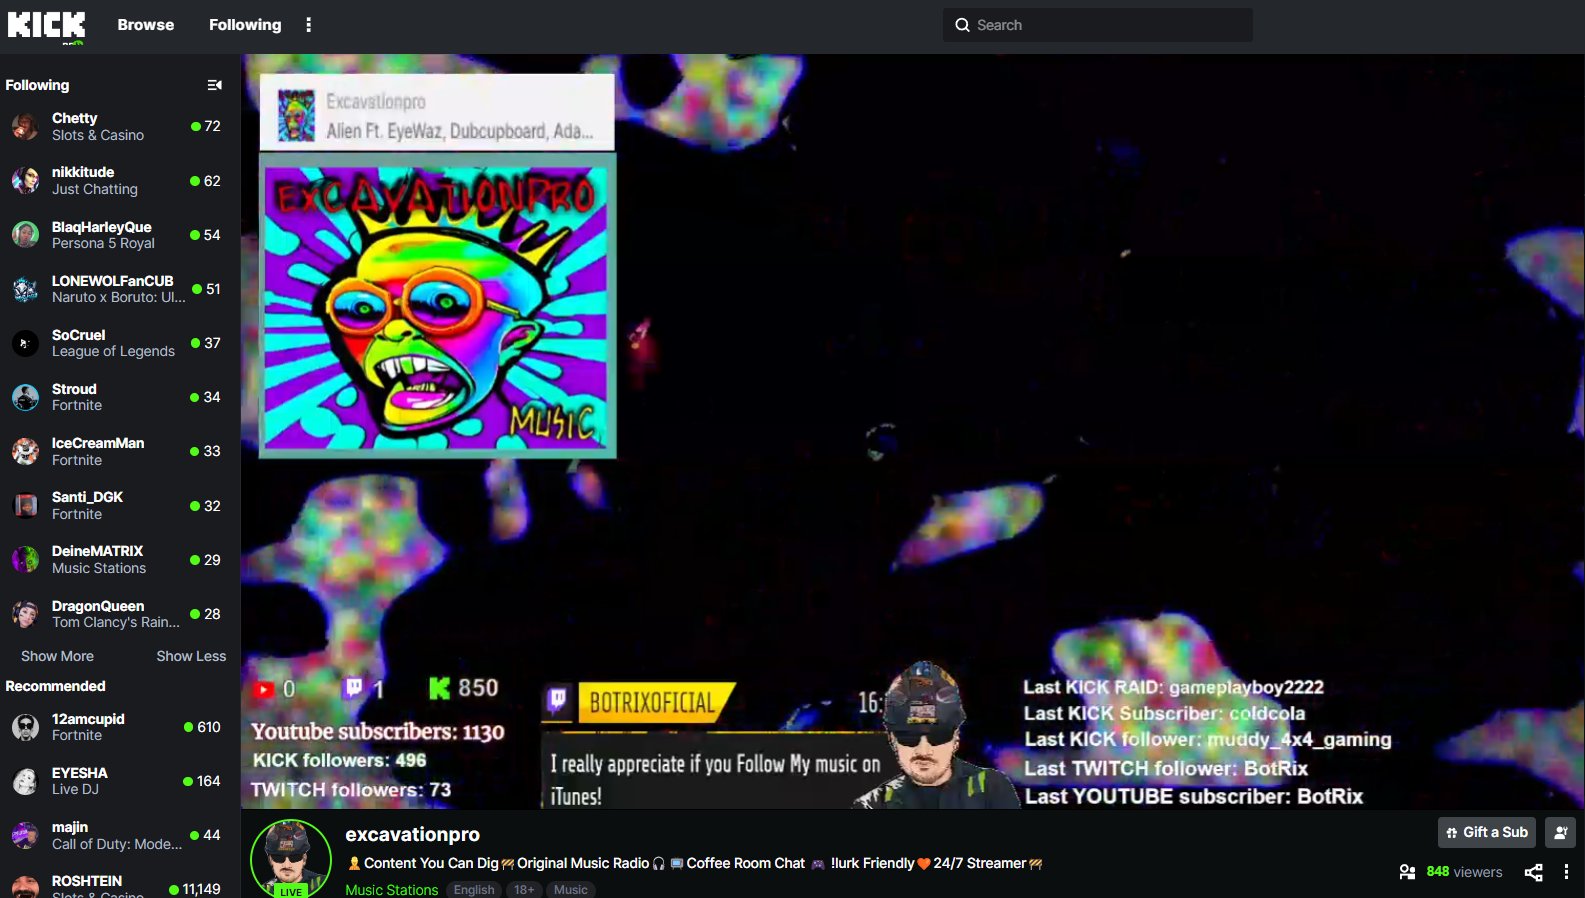 KICK
Browse
Following
Search
Following
Chetty
Slots & Casino
72
nikkitude
Just Chatting
62
BlaqHarleyQue
Persona 5 Royal
54
LONEWOLFanCUB
Naruto x Boruto: Ul...
51
SoCruel
League of Legends
37
Stroud
Fortnite
34
IceCreamMan
Fortnite
33
Santi_DGK
Fortnite
32
DeineMATRIX
Music Stations
29
DragonQueen
Tom Clancy's Rain...
28
Show More
Show Less
Recommended
12amcupid
Fortnite
610
EYESHA
Live DJ
164
majin
Call of Duty: Mode...
44
ROSHTEIN
Slots & Casino
11,149
Excavationpro
Alien Ft. EyeWaz, Dubcupboard, Ada...
EXCAVATIONPRO
MUSIC
0
1
850
Youtube subscribers: 1130
KICK followers: 496
TWITCH followers: 73
BOTRIXOFICIAL
16:
I really appreciate if you Follow My music on
iTunes!
Last KICK RAID: gameplayboy2222
Last KICK Subscriber: coldcola
Last KICK follower: muddy_4x4_gaming
Last TWITCH follower: BotRix
Last YOUTUBE subscriber: BotRix
LIVE
excavationpro
Content You Can Dig Original Music Radio Coffee Room Chat !lurk Friendly 24/7 Streamer
Music Stations
English
18+
Music
Gift a Sub
848 viewers